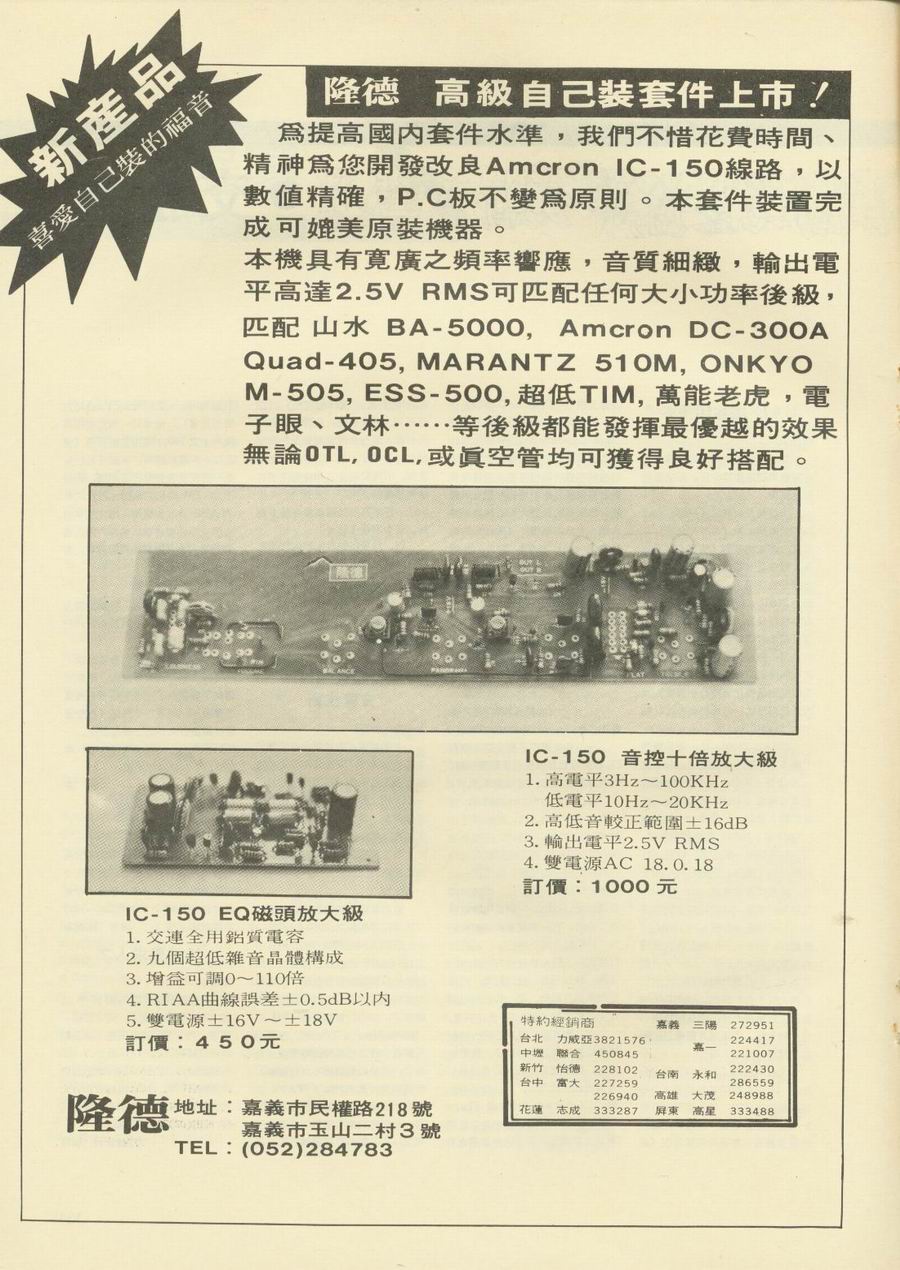 新產品
喜愛自己裝的福音
隆德 高級自己裝套件上市！
爲提高國內套件水準，我們不惜花費時間、
精神爲您開發改良Amcron IC-150線路，以
數值精確，P.C板不變爲原則。本套件裝置完
成可媲美原裝機器。
本機具有寬廣之頻率響應，音質細緻，輸出電
平高達2.5V RMS可匹配任何大小功率後級，
匹配 山水 BA-5000, Amcron DC-300A
Quad-405, MARANTZ 510M, ONKYO
M-505, ESS-500, 超低TIM, 萬能老虎，電
子眼、文林……等後級都能發揮最優越的效果
無論OTL, OCL, 或眞空管均可獲得良好搭配。
隆德
OUT L
OUT R
LOUDNESS
BALANCE
PANORAMA
IC-150 音控十倍放大級
1. 高電平3Hz～100KHz
低電平10Hz～20KHz
2. 高低音較正範圍±16dB
3. 輸出電平2.5V RMS
4. 雙電源AC 18.0.18
訂價：1000元
IC-150 EQ磁頭放大級
1. 交連全用鋁質電容
2. 九個超低雜音晶體構成
3. 增益可調0～110倍
4. RIAA曲線誤差±0.5dB以內
5. 雙電源±16V～±18V
訂價：450元
特約經銷商 嘉義 三陽 272951
台北 力威亞 3821576 嘉一 224417
中壢 聯合 450845 221007
新竹 怡德 228102 台南 永和 222430
台中 富大 227259 286559
226940 高雄 大茂 248988
花蓮 志成 333287 屏東 高星 333488
隆德 地址：嘉義市民權路218號
嘉義市玉山二村3號
TEL：(052)284783